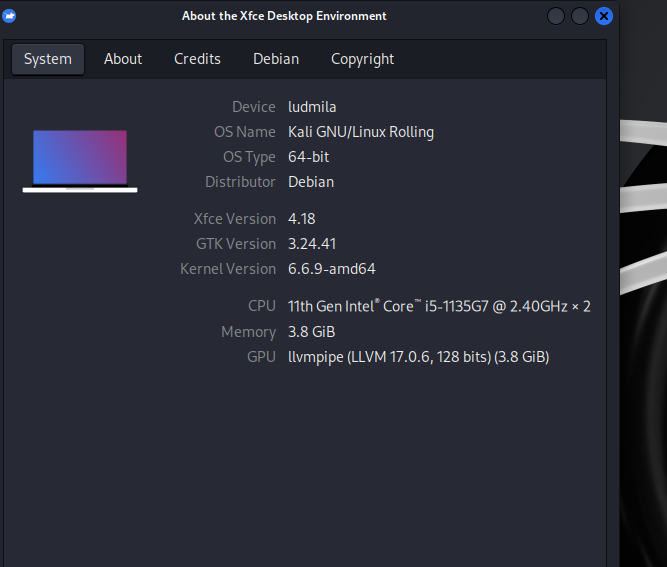 About the Xfce Desktop Environment
System About Credits Debian Copyright
Device ludmila
OS Name Kali GNU/Linux Rolling
OS Type 64-bit
Distributor Debian
Xfce Version 4.18
GTK Version 3.24.41
Kernel Version 6.6.9-amd64
CPU 11th Gen Intel® Core™ i5-1135G7 @ 2.40GHz × 2
Memory 3.8 GiB
GPU llvmpipe (LLVM 17.0.6, 128 bits) (3.8 GiB)